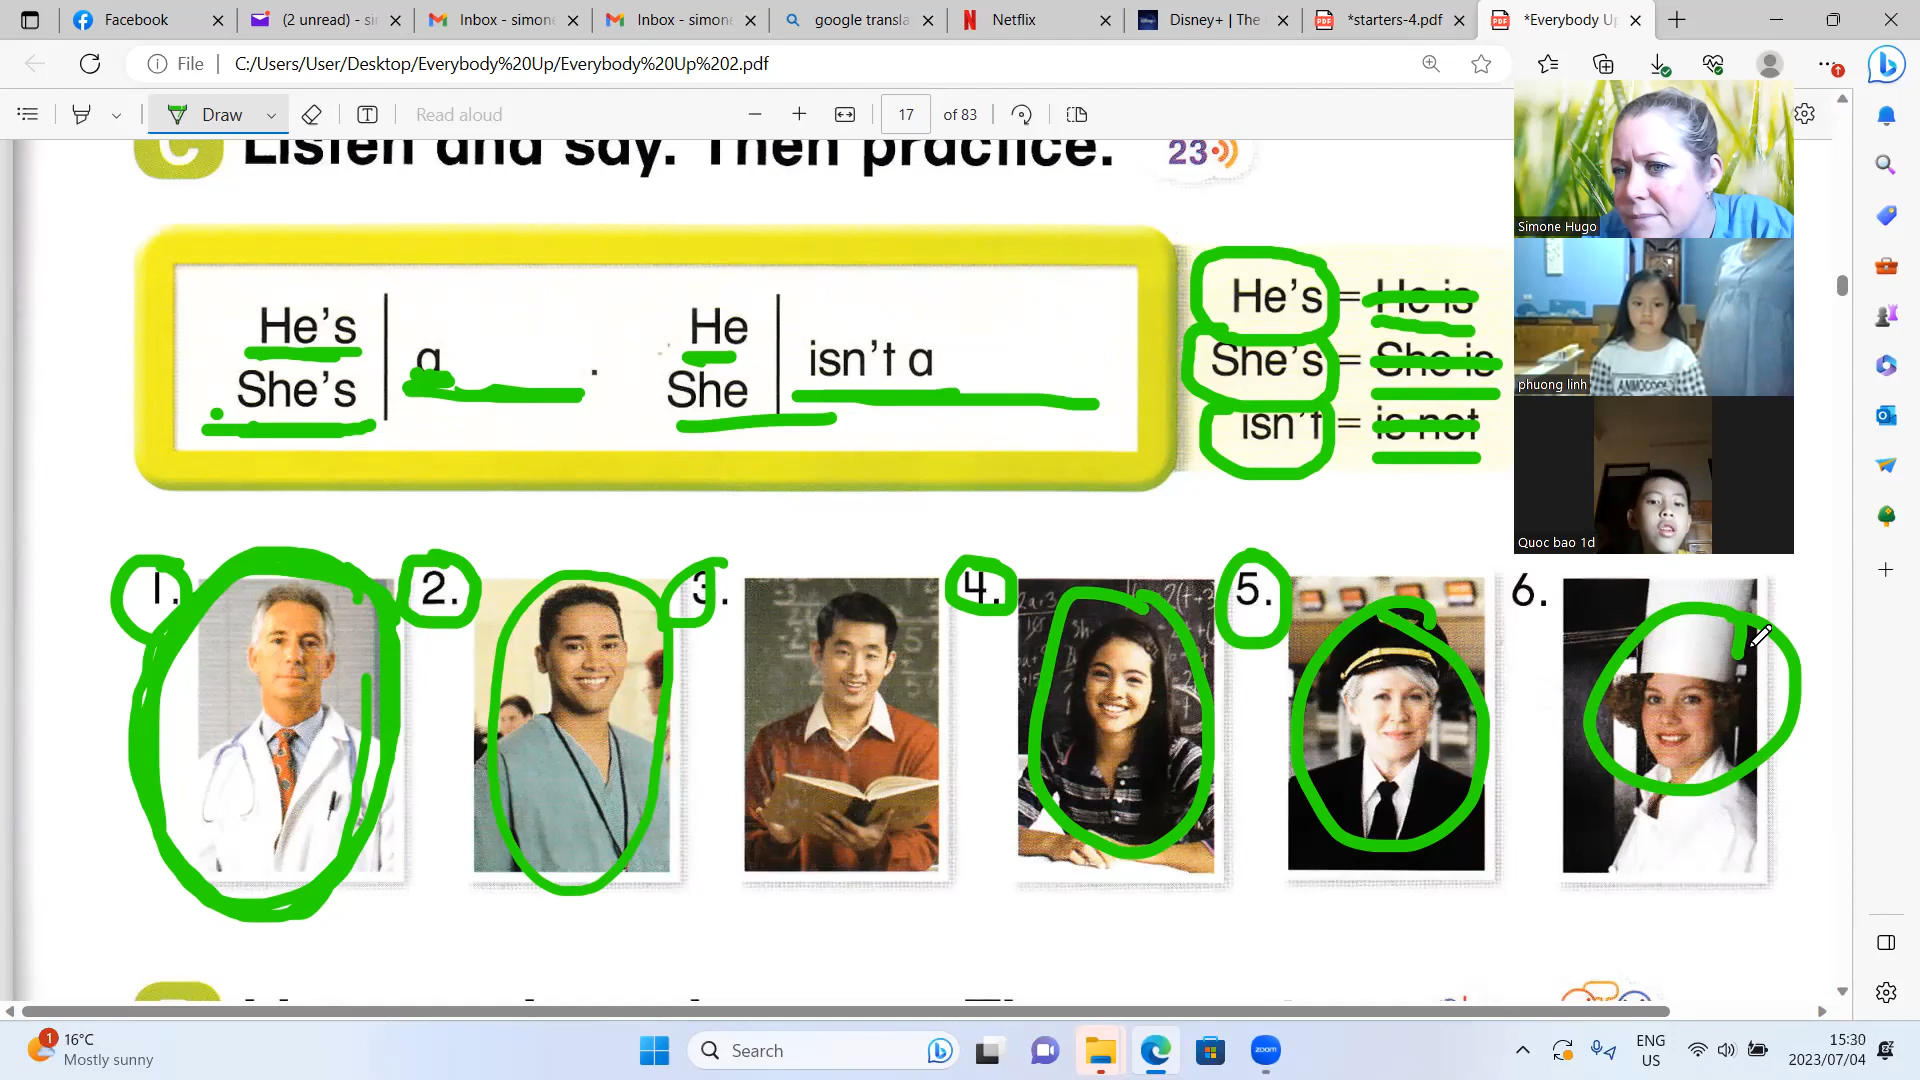 Facebook
(2 unread) - si
Inbox - simone
Inbox - simone
google transla
Netflix
Disney+ | The
*starters-4.pdf
*Everybody Up
File
C:/Users/User/Desktop/Everybody%20Up/Everybody%20Up%202.pdf
Draw
Read aloud
17 of 83
C Listen and say. Then practice. 23
He's
She's
a .
He
She
isn't a
He's = He is
She's = She is
isn't = is not
1. 2. 3. 4. 5. 6.
Simone Hugo
phuong linh
ANMOCOOL
Quoc bao 1d
1
16°C
Mostly sunny
Search
zoom
ENG
US
15:30
2023/07/04